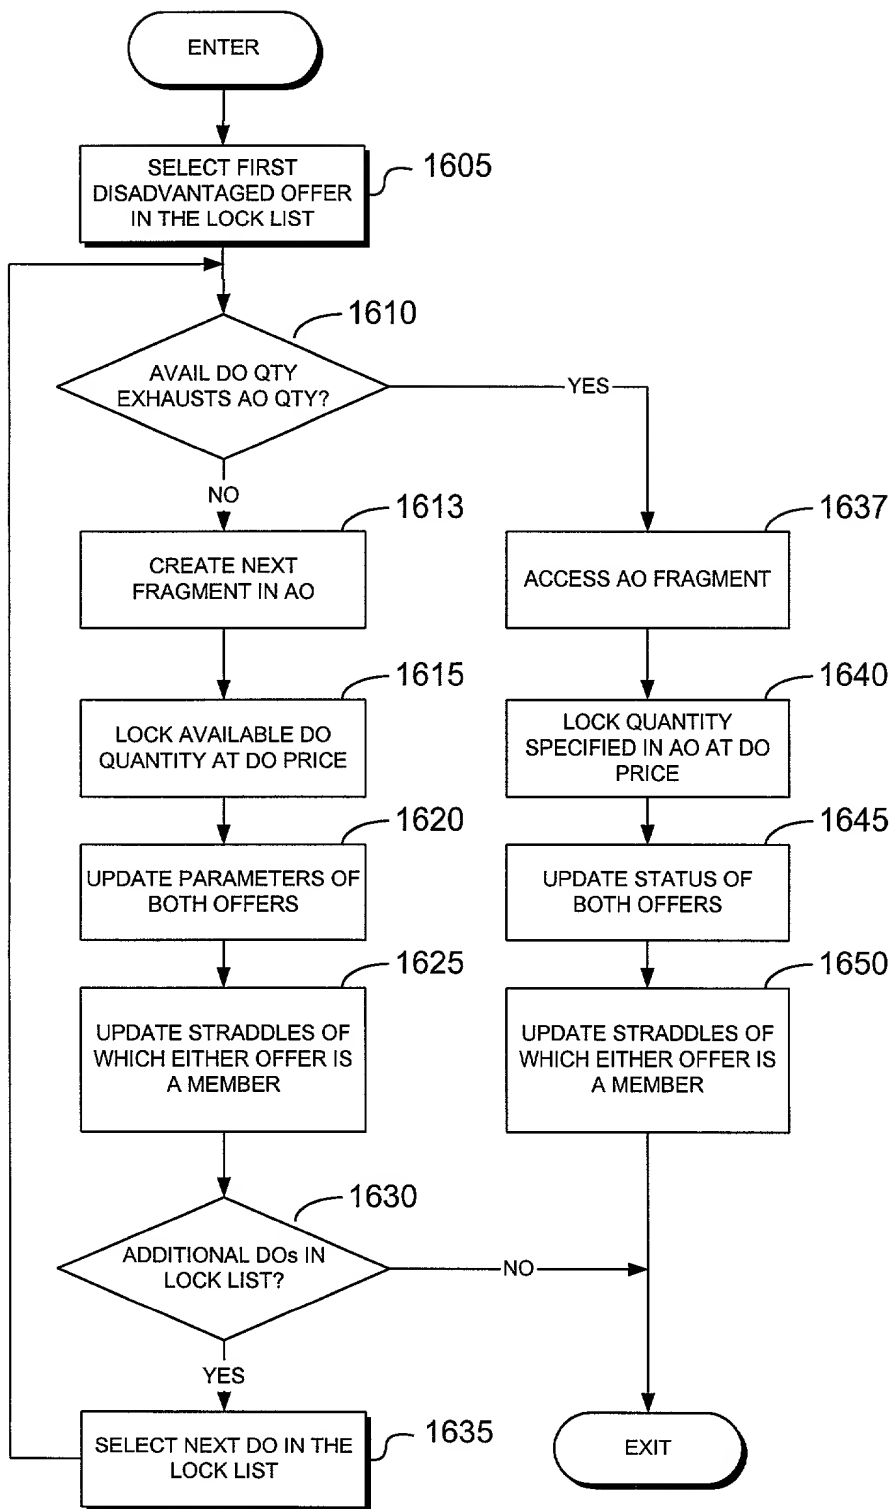 ENTER
SELECT FIRST
DISADVANTAGED OFFER
IN THE LOCK LIST
1605
1610
AVAIL DO QTY
EXHAUSTS AO QTY?
YES
NO
1613
CREATE NEXT
FRAGMENT IN AO
1637
ACCESS AO FRAGMENT
1615
LOCK AVAILABLE DO
QUANTITY AT DO PRICE
1640
LOCK QUANTITY
SPECIFIED IN AO AT DO
PRICE
1620
UPDATE PARAMETERS OF
BOTH OFFERS
1645
UPDATE STATUS OF
BOTH OFFERS
1625
UPDATE STRADDLES OF
WHICH EITHER OFFER IS
A MEMBER
1650
UPDATE STRADDLES OF
WHICH EITHER OFFER IS
A MEMBER
1630
ADDITIONAL DOs IN
LOCK LIST?
NO
YES
SELECT NEXT DO IN THE
LOCK LIST
1635
EXIT